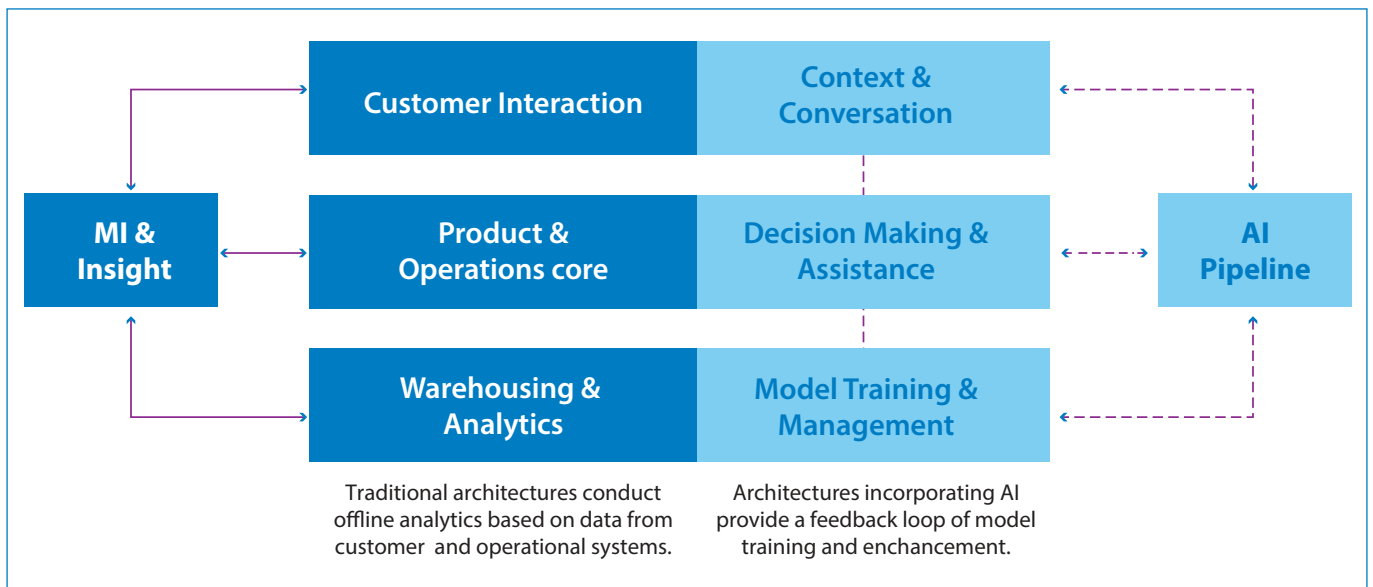 Customer Interaction
Context &
Conversation
MI &
Insight
Product &
Operations core
Decision Making &
Assistance
AI
Pipeline
Warehousing &
Analytics
Model Training &
Management
Traditional architectures conduct
offline analytics based on data from
customer and operational systems.
Architectures incorporating AI
provide a feedback loop of model
training and enchancement.